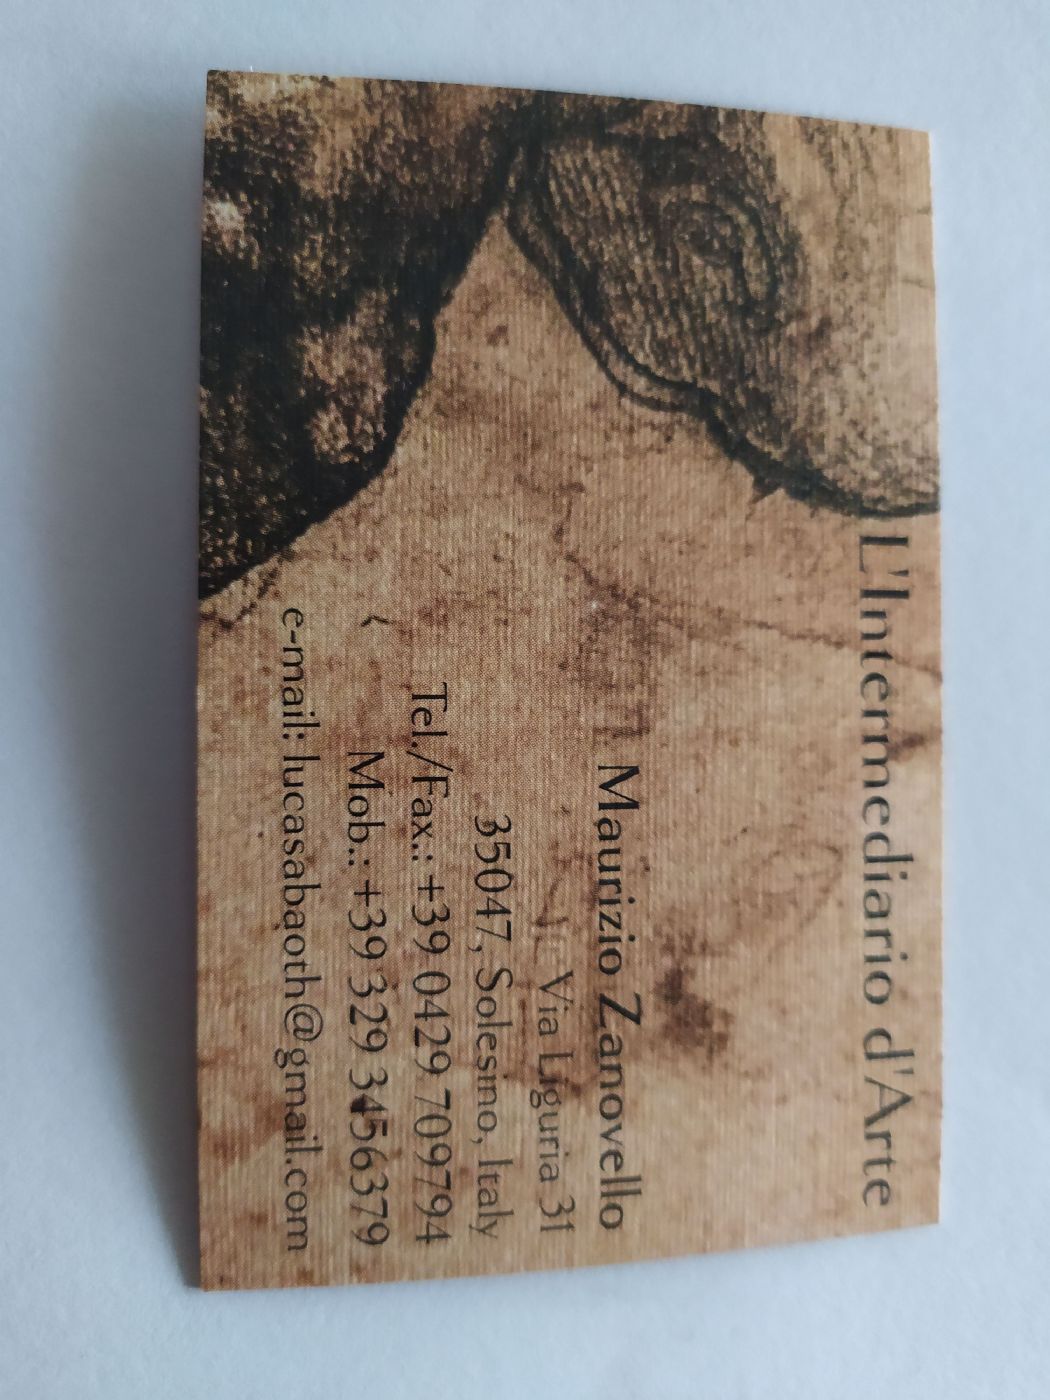 L'Intermediario d'Arte
Maurizio Zanovello
Via Liguria 31
35047, Solesino, Italy
Tel./Fax.: +39 0429 709794
Mob.: +39 329 3456379
e-mail: lucasabaoth@gmail.com